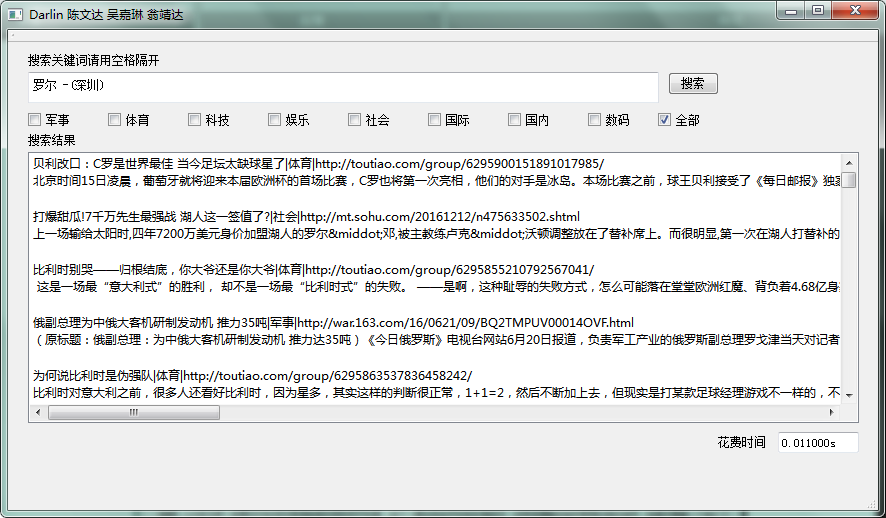 Darlin 陈文达 吴嘉琳 翁靖达
搜索关键词请用空格隔开
罗尔 -(深圳)
搜索
军事 体育 科技 娱乐 社会 国际 国内 数码 全部
搜索结果
贝利改口：C罗是世界最佳 当今足坛太缺球星了|体育|http://toutiao.com/group/6295900151891017985/
北京时间15日凌晨，葡萄牙就将迎来本届欧洲杯的首场比赛，C罗也将第一次亮相，他们的对手是冰岛。本场比赛之前，球王贝利接受了《每日邮报》独家
打爆甜瓜!7千万先生最强战 湖人这一签值了?|社会|http://mt.sohu.com/20161212/n475633502.shtml
上一场输给太阳时,四年7200万美元身价加盟湖人的罗尔&middot;邓,被主教练卢克&middot;沃顿调整放在了替补席上。而很明显,第一次在湖人打替补的
比利时别哭——归根结底，你大爷还是你大爷|体育|http://toutiao.com/group/6295855210792567041/
这是一场最“意大利式”的胜利， 却不是一场最“比利时式”的失败。 ——是啊，这种耻辱的失败方式，怎么可能落在堂堂欧洲红魔、背负着4.68亿身
俄副总理为中俄大客机研制发动机 推力35吨|军事|http://war.163.com/16/0621/09/BQ2TMPUV00014OVF.html
（原标题：俄副总理：为中俄大客机研制发动机 推力达35吨）《今日俄罗斯》电视台网站6月20日报道，负责军工产业的俄罗斯副总理罗戈津当天对记者
为何说比利时是伪强队|体育|http://toutiao.com/group/6295863537836458242/
比利时对意大利之前，很多人还看好比利时，因为星多，其实这样的判断很正常，1+1=2，然后不断加上去，但现实是打某款足球经理游戏不一样的，不
花费时间 0.011000s